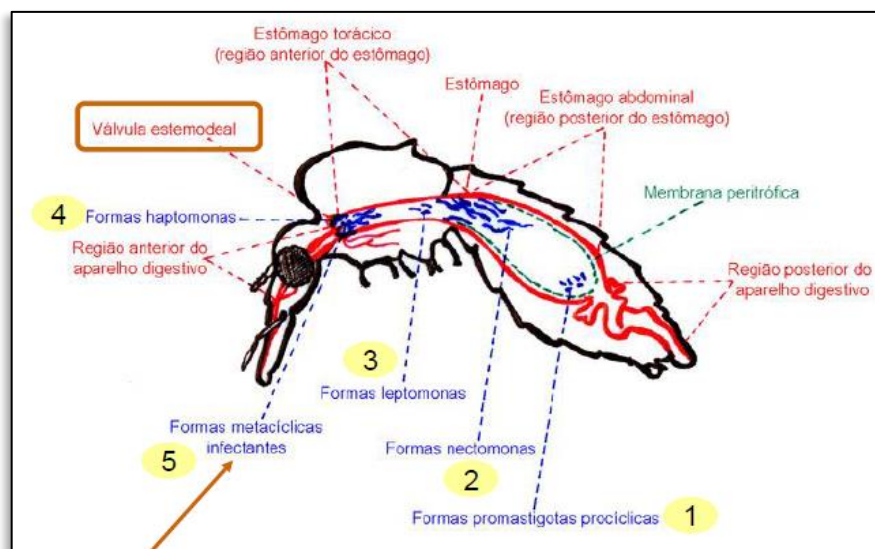 Estômago torácico
(região anterior do estômago)
Estômago
Estômago abdominal
(região posterior do estômago)
Válvula estemodeal
Membrana peritrófica
4
Formas haptomonas
Região anterior do
aparelho digestivo
Região posterior do
aparelho digestivo
3
Formas leptomonas
Formas metacíclicas
infectantes
5
Formas nectomonas
2
Formas promastigotas procíclicas
1